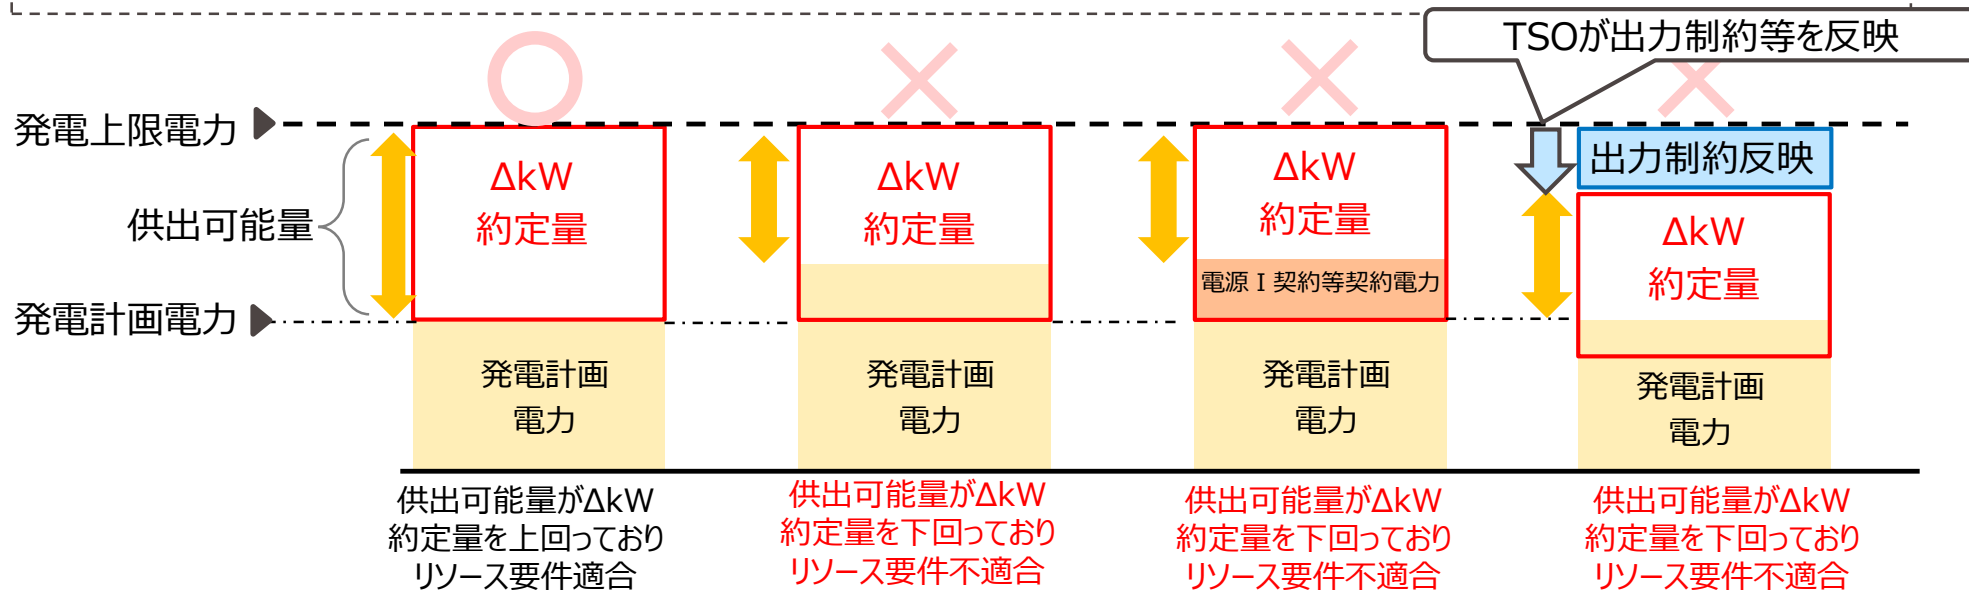 TSOが出力制約等を反映
発電上限電力
供出可能量
発電計画電力
ΔkW
約定量
発電計画
電力
供出可能量がΔkW
約定量を上回っており
リソース要件適合
ΔkW
約定量
発電計画
電力
供出可能量がΔkW
約定量を下回っており
リソース要件不適合
ΔkW
約定量
電源Ⅰ契約等契約電力
発電計画
電力
供出可能量がΔkW
約定量を下回っており
リソース要件不適合
出力制約反映
ΔkW
約定量
発電計画
電力
供出可能量がΔkW
約定量を下回っており
リソース要件不適合